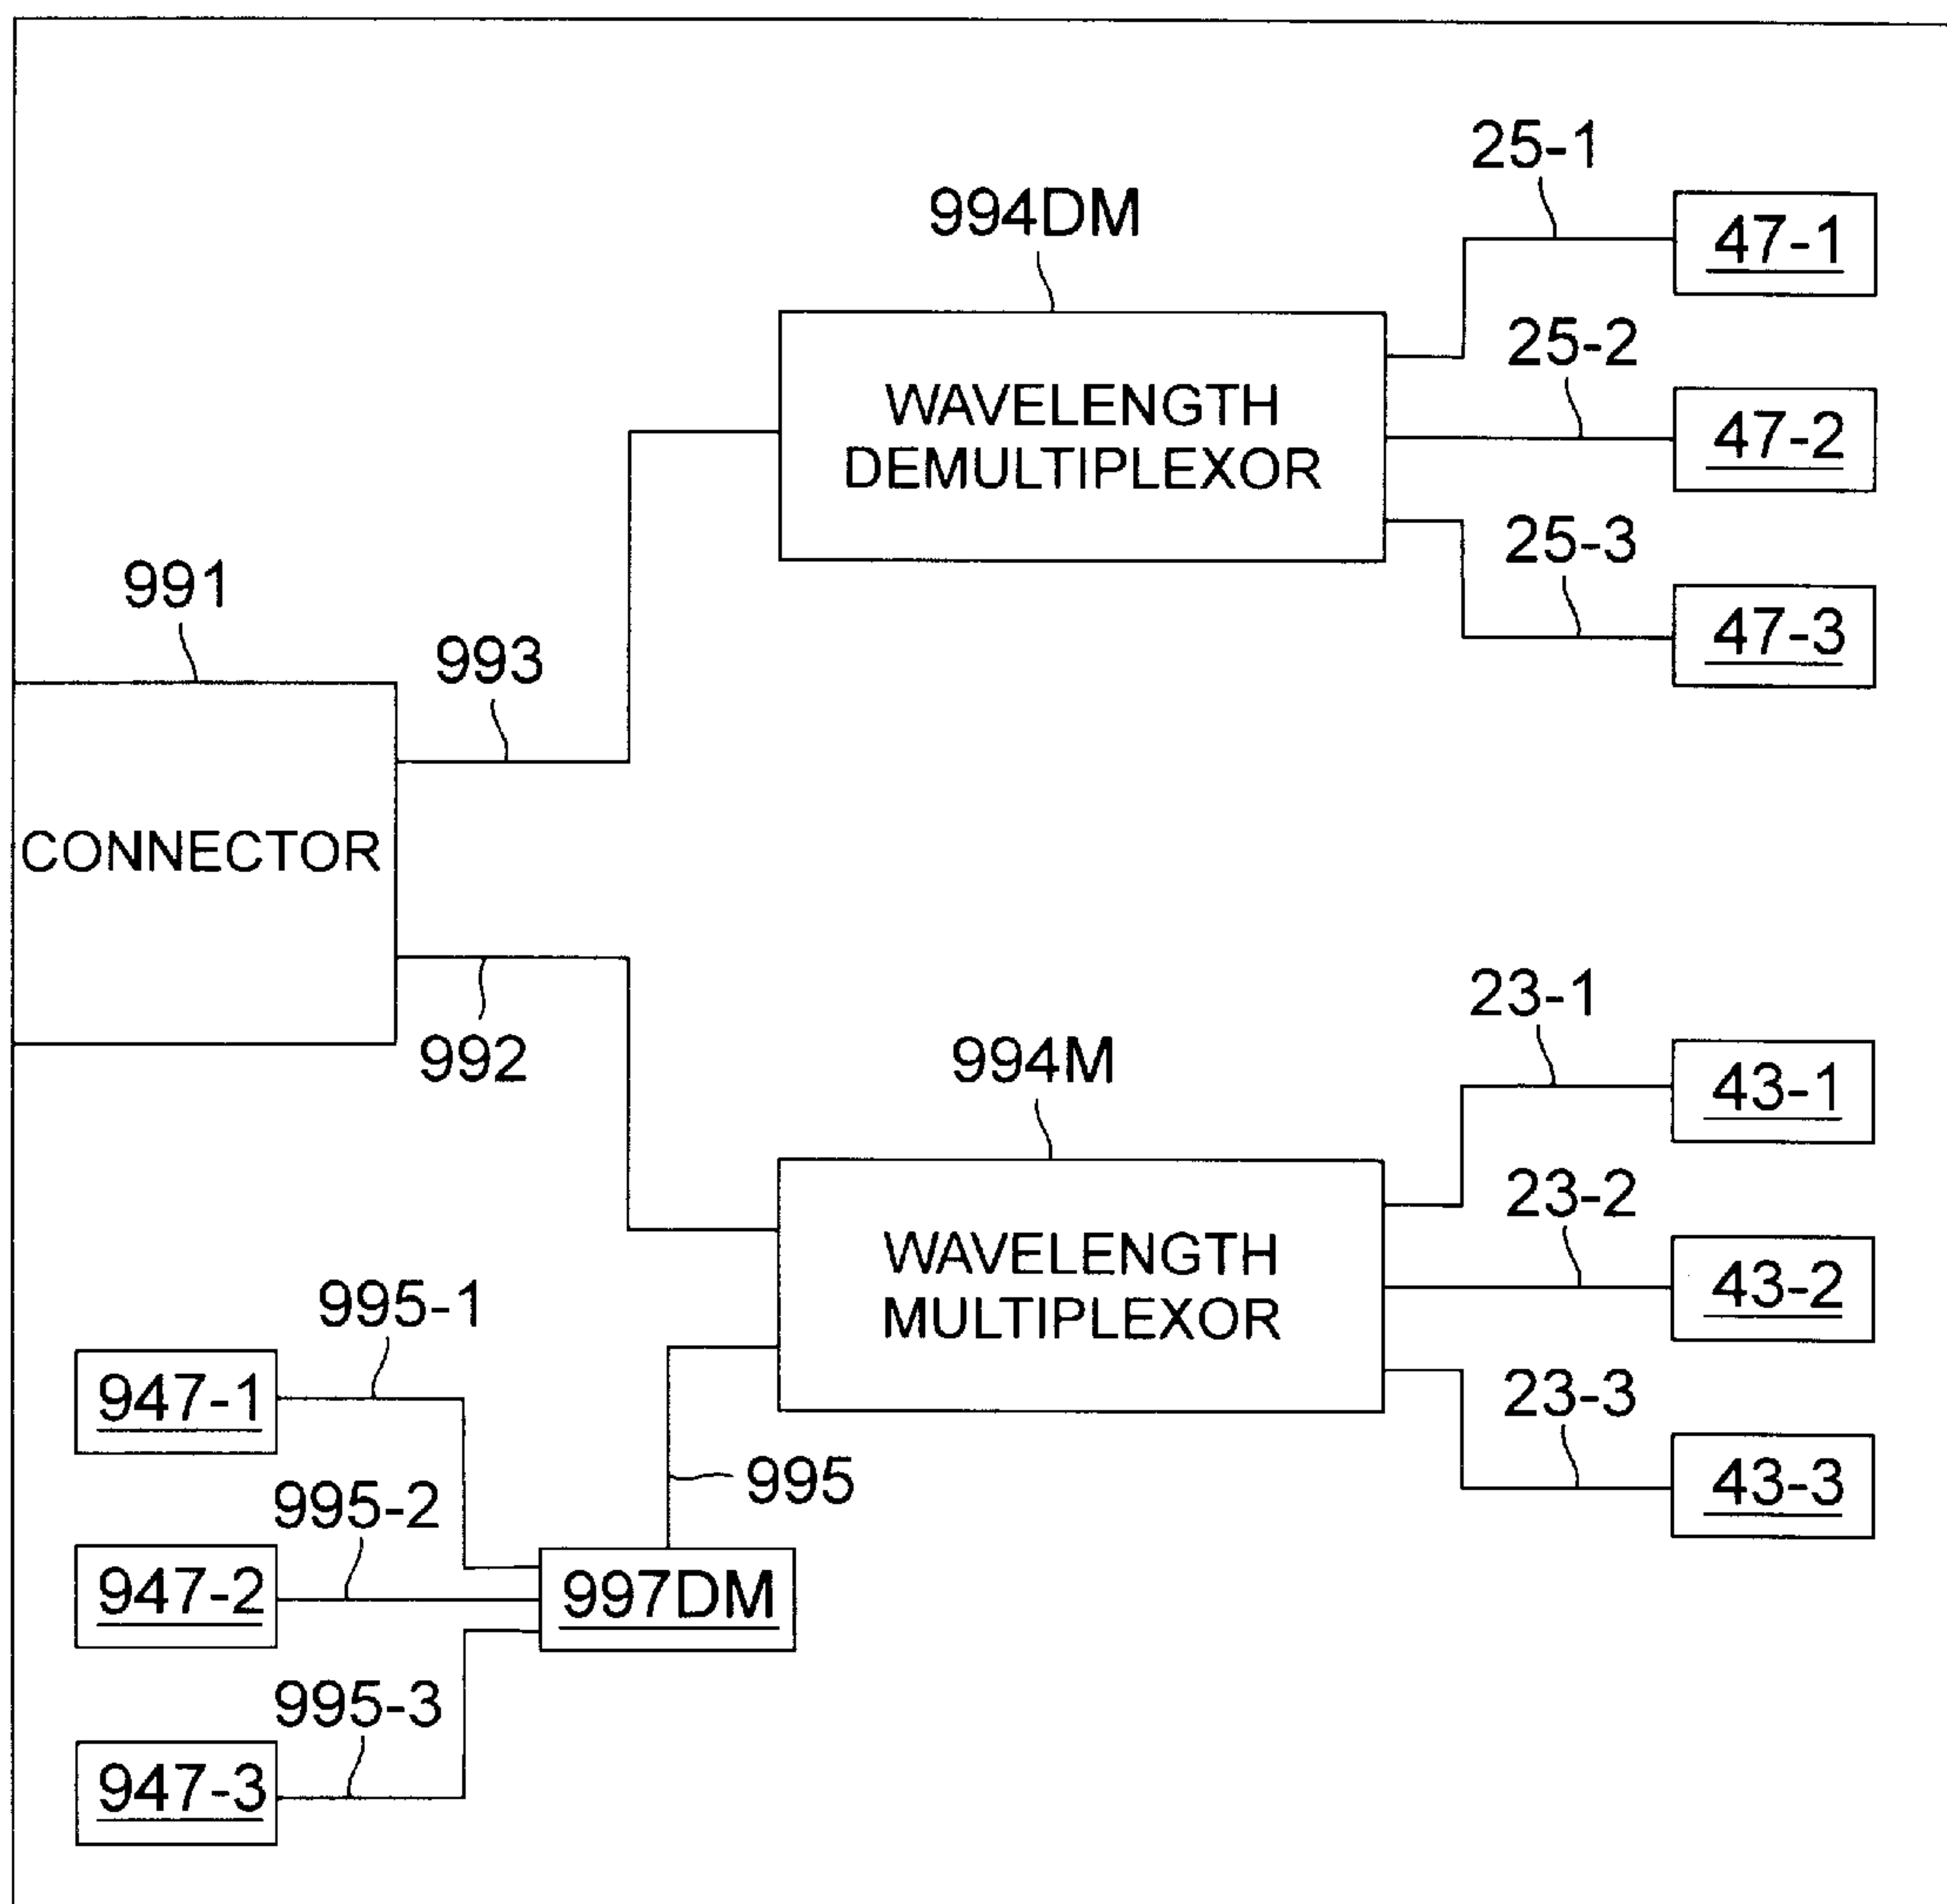 25-1
994DM
47-1
25-2
WAVELENGTH
DEMULTIPLEXOR
47-2
25-3
991
993
47-3
CONNECTOR
992
994M
23-1
43-1
23-2
WAVELENGTH
MULTIPLEXOR
43-2
995-1
23-3
947-1
995
43-3
995-2
947-2
997DM
995-3
947-3